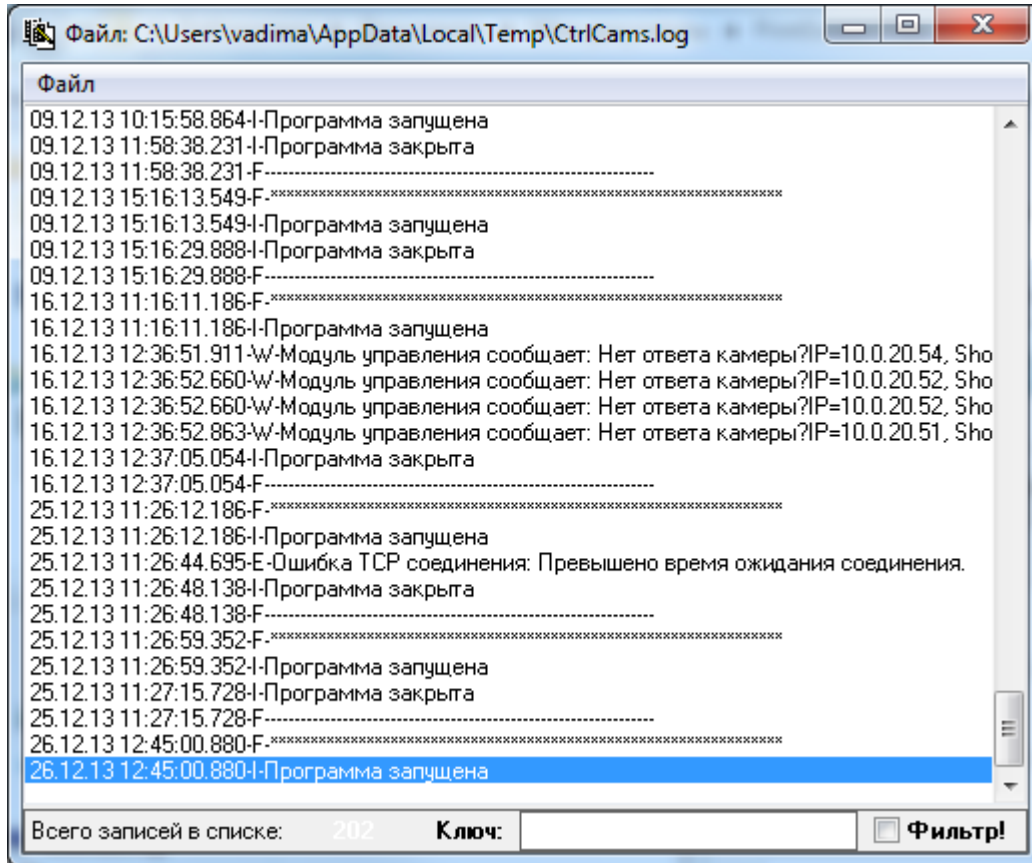 Файл: C:\Users\vadima\AppData\Local\Temp\CtrlCams.log
Файл
09.12.13 10:15:58.864-I-Программа запущена
09.12.13 11:58:38.231-I-Программа закрыта
09.12.13 11:58:38.231-F-----------------------------------------------------------------
09.12.13 15:16:13.549-F-****************************************************************
09.12.13 15:16:13.549-I-Программа запущена
09.12.13 15:16:29.888-I-Программа закрыта
09.12.13 15:16:29.888-F-----------------------------------------------------------------
16.12.13 11:16:11.186-F-****************************************************************
16.12.13 11:16:11.186-I-Программа запущена
16.12.13 12:36:51.911-W-Модуль управления сообщает: Нет ответа камеры?IP=10.0.20.54, Sho
16.12.13 12:36:52.660-W-Модуль управления сообщает: Нет ответа камеры?IP=10.0.20.52, Sho
16.12.13 12:36:52.660-W-Модуль управления сообщает: Нет ответа камеры?IP=10.0.20.52, Sho
16.12.13 12:36:52.863-W-Модуль управления сообщает: Нет ответа камеры?IP=10.0.20.51, Sho
16.12.13 12:37:05.054-I-Программа закрыта
16.12.13 12:37:05.054-F-----------------------------------------------------------------
25.12.13 11:26:12.186-F-****************************************************************
25.12.13 11:26:12.186-I-Программа запущена
25.12.13 11:26:44.695-E-Ошибка TCP соединения: Превышено время ожидания соединения.
25.12.13 11:26:48.138-I-Программа закрыта
25.12.13 11:26:48.138-F-----------------------------------------------------------------
25.12.13 11:26:59.352-F-****************************************************************
25.12.13 11:26:59.352-I-Программа запущена
25.12.13 11:27:15.728-I-Программа закрыта
25.12.13 11:27:15.728-F-----------------------------------------------------------------
26.12.13 12:45:00.880-F-****************************************************************
26.12.13 12:45:00.880-I-Программа запущена
Всего записей в списке: 202 Ключ: Фильтр!